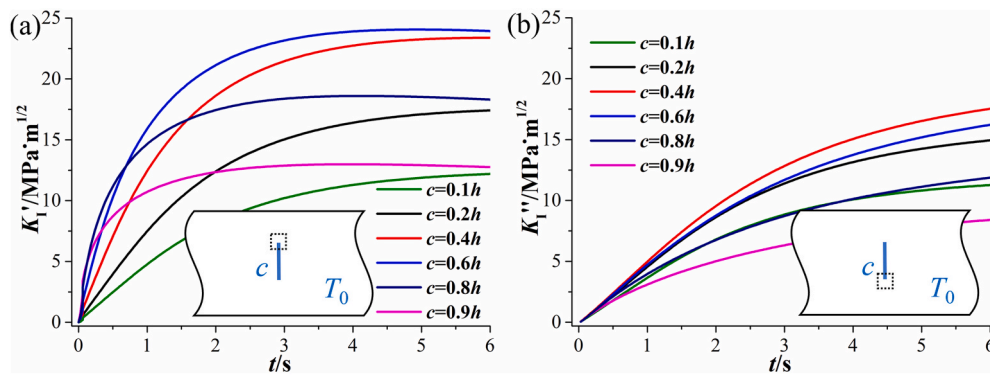 (a)
25
20
15
10
5
0
K_I'/MPa·m^{1/2}
0 1 2 3 4 5 6
t/s
c=0.1h
c=0.2h
c=0.4h
c=0.6h
c=0.8h
c=0.9h
c
T_0
(b)
25
20
15
10
5
0
K_I''/MPa·m^{1/2}
0 1 2 3 4 5 6
t/s
c=0.1h
c=0.2h
c=0.4h
c=0.6h
c=0.8h
c=0.9h
c
T_0